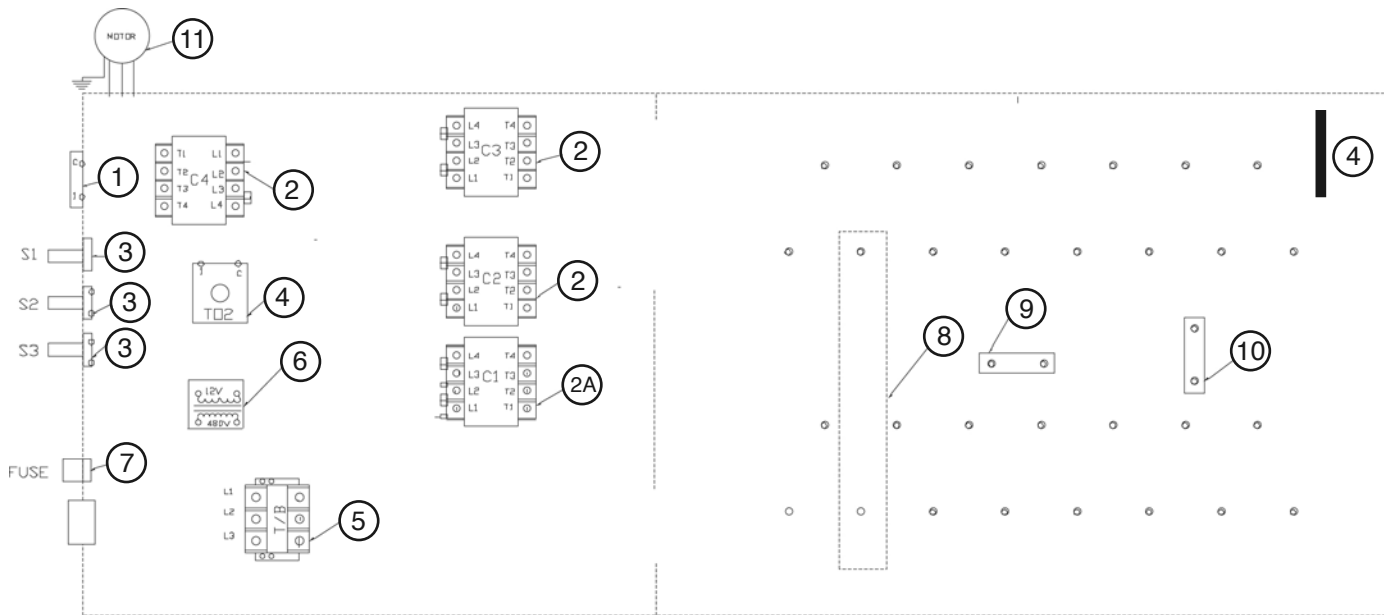 MOTOR
11
C
1
1
T1 L1
T2 L2
C4
T3 L3
T4 L4
2
L4 T4
L3 T3
C3
L2 T2
L1 T1
2
4
S1
3
S2
3
S3
3
1 C
TO2
4
L4 T4
L3 T3
C2
L2 T2
L1 T1
2
L4 T4
L3 T3
C1
L2 T2
L1 T1
2A
12V
480V
6
8
9
10
FUSE
7
L1
L2
L3
T/B
5